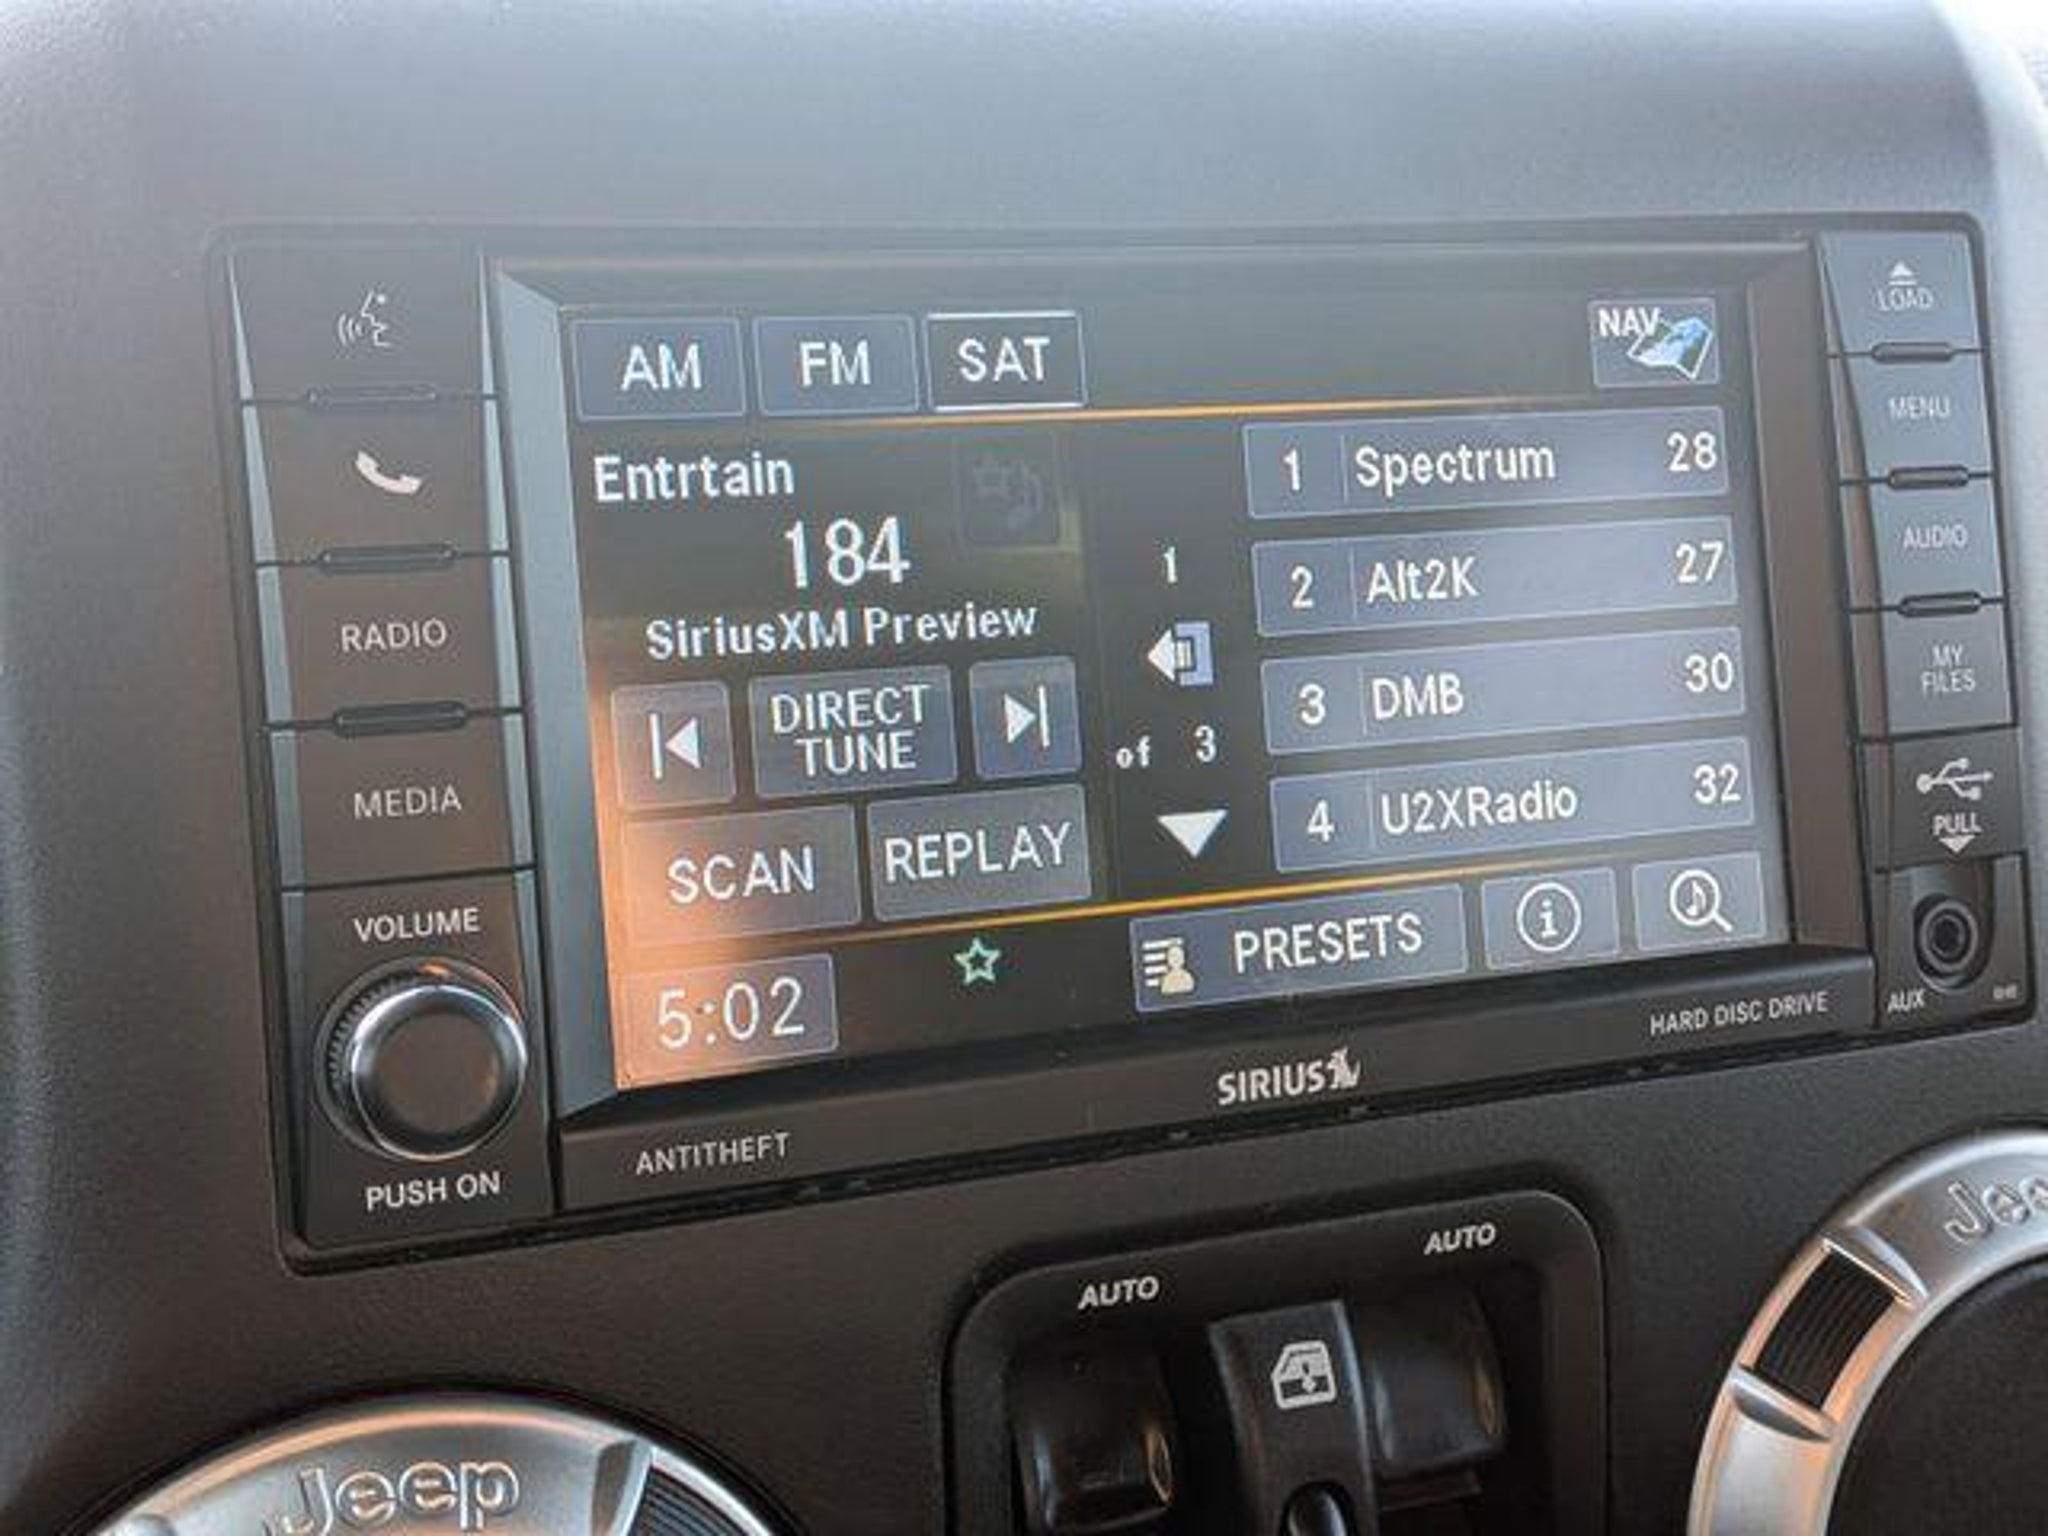 AM FM SAT NAV
Entrtain
184
SiriusXM Preview
DIRECT
TUNE
SCAN REPLAY
5:02
1
of 3
1 Spectrum 28
2 Alt2K 27
3 DMB 30
4 U2XRadio 32
PRESETS
RADIO
MEDIA
VOLUME
PUSH ON
LOAD
MENU
AUDIO
MY
FILES
PULL
AUX
ANTITHEFT
SIRIUS
HARD DISC DRIVE
AUTO
AUTO
Jeep